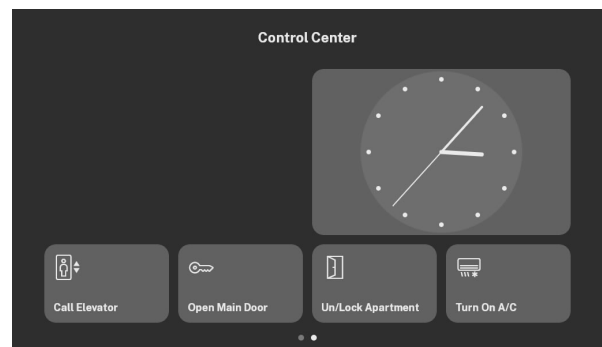 Control Center
Call Elevator
Open Main Door
Un/Lock Apartment
Turn On A/C